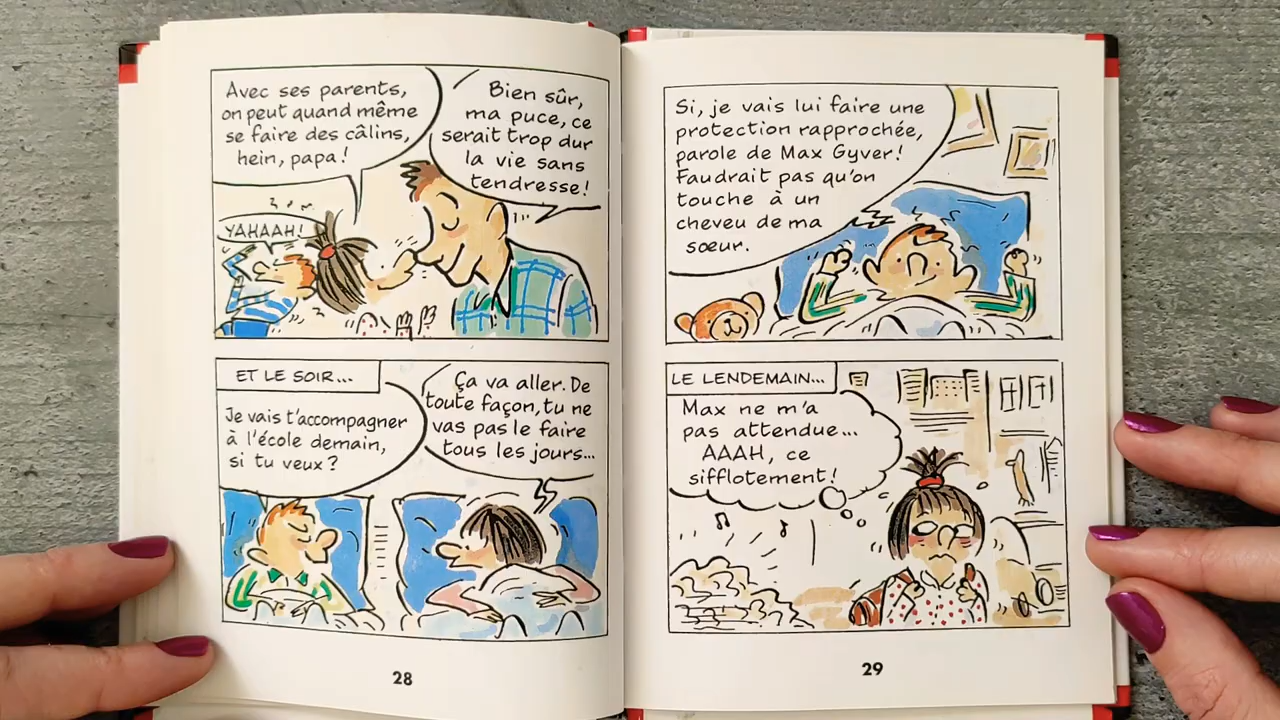 Avec ses parents,
on peut quand même
se faire des câlins,
hein, papa!
Bien sûr,
ma puce, ce
serait trop dur
la vie sans
tendresse!
YAHAAH!
ET LE SOIR...
Je vais t'accompagner
à l'école demain,
si tu veux?
Ça va aller. De
toute façon, tu ne
vas pas le faire
tous les jours...
28
Si, je vais lui faire une
protection rapprochée,
parole de Max Gyver!
Faudrait pas qu'on
touche à un
cheveu de ma
sœur.
LE LENDEMAIN...
Max ne m'a
pas attendue...
AAAH, ce
sifflotement!
29